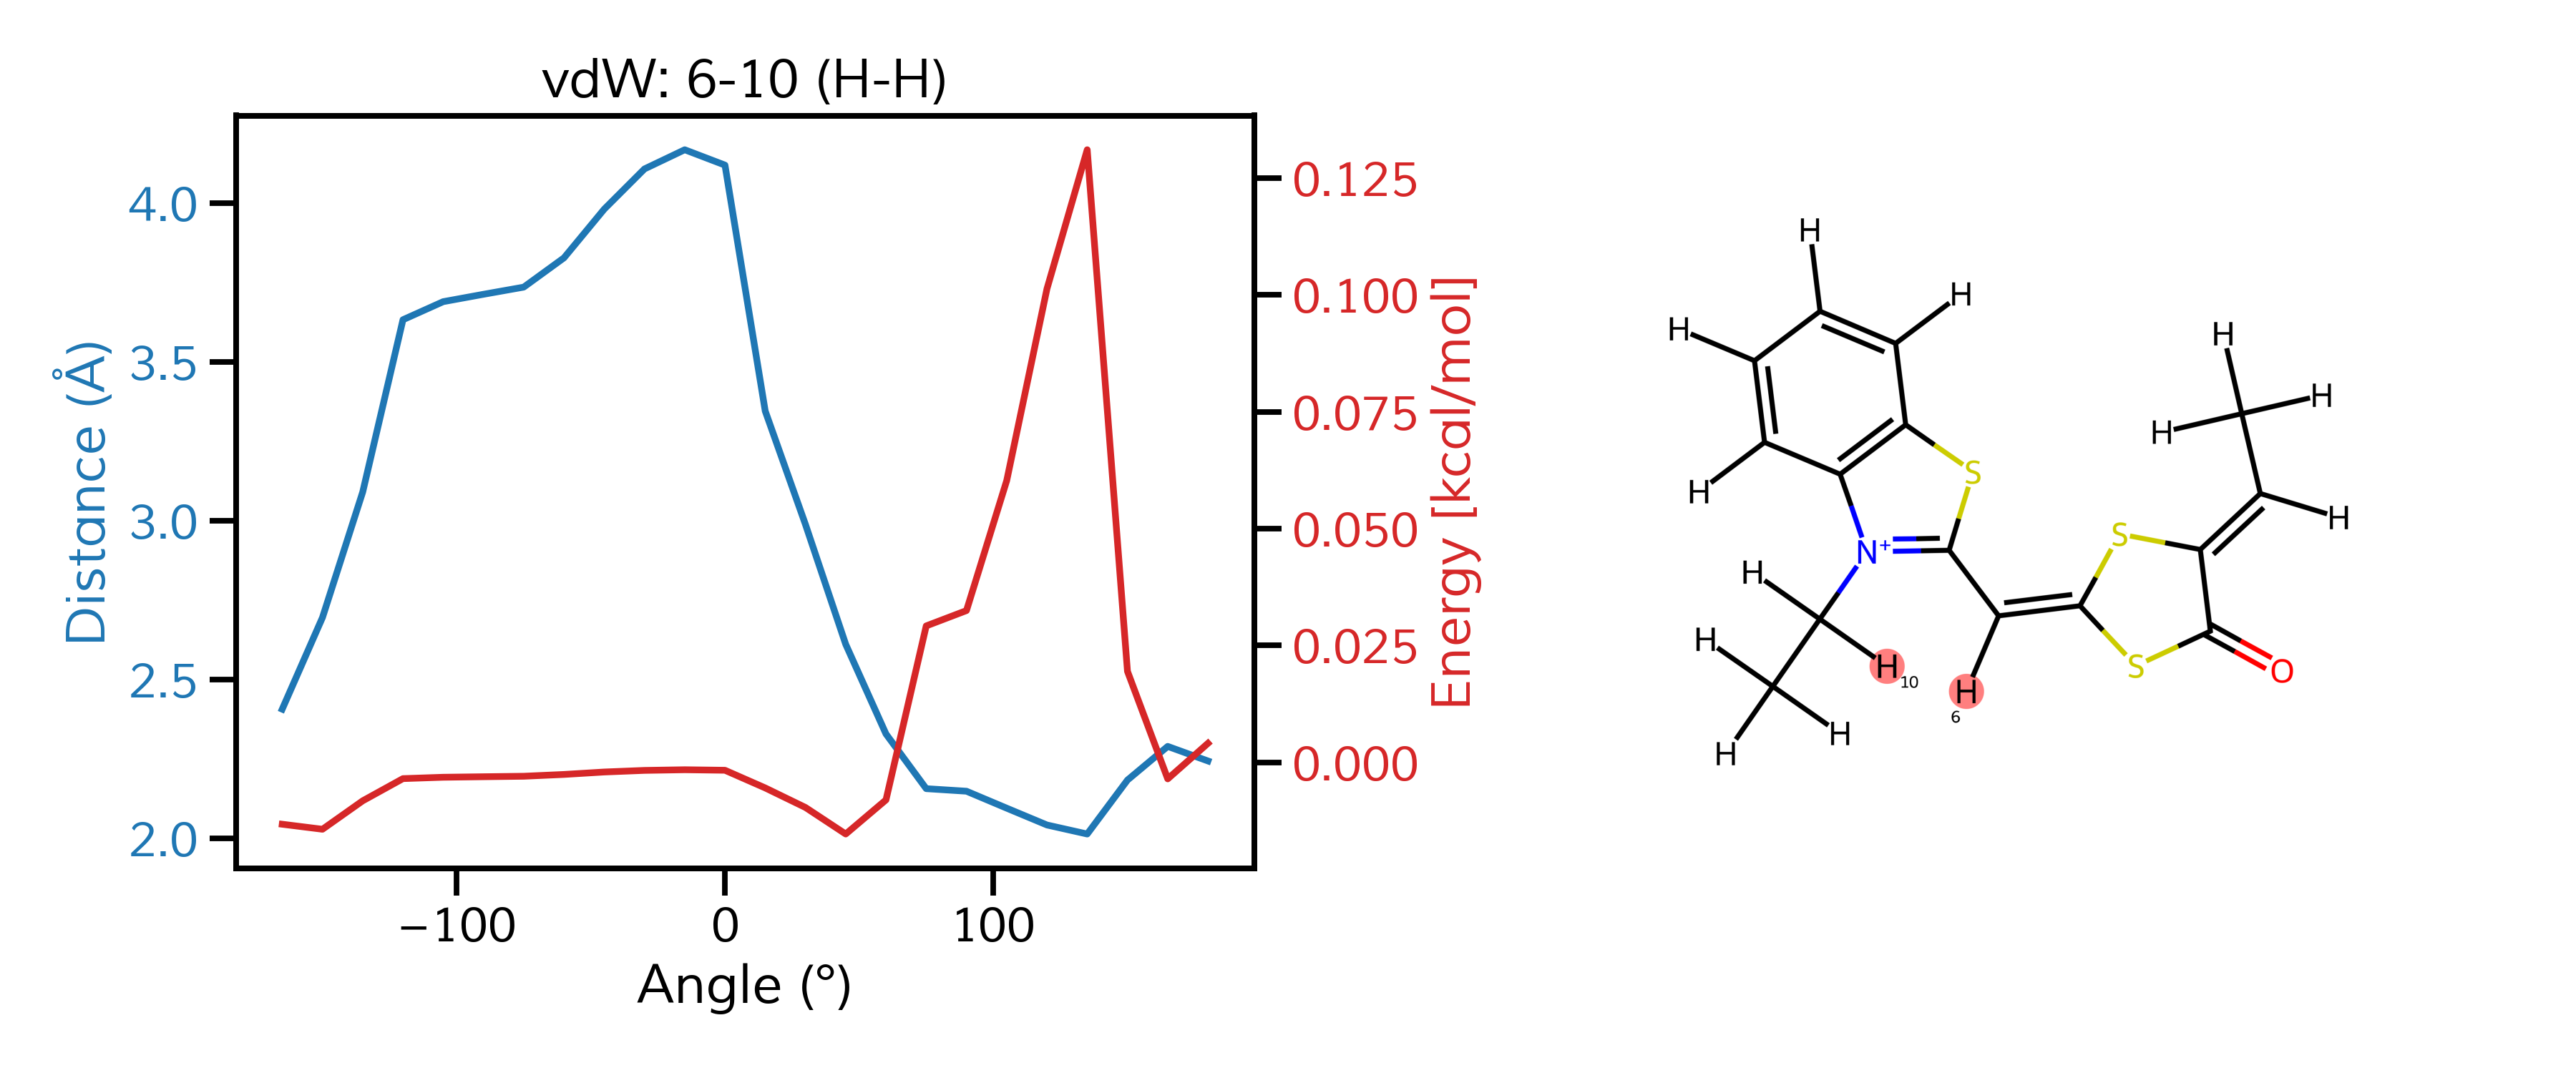 vdW: 6-10 (H-H)
Distance (Å)
4.0
3.5
3.0
2.5
2.0
−100
0
100
Angle (°)
0.125
0.100
0.075
0.050
0.025
0.000
Energy [kcal/mol]
H
H
H
H
S
N+
H
H
H
H
H
H 10
H 6
S
S
O
H
H
H
H